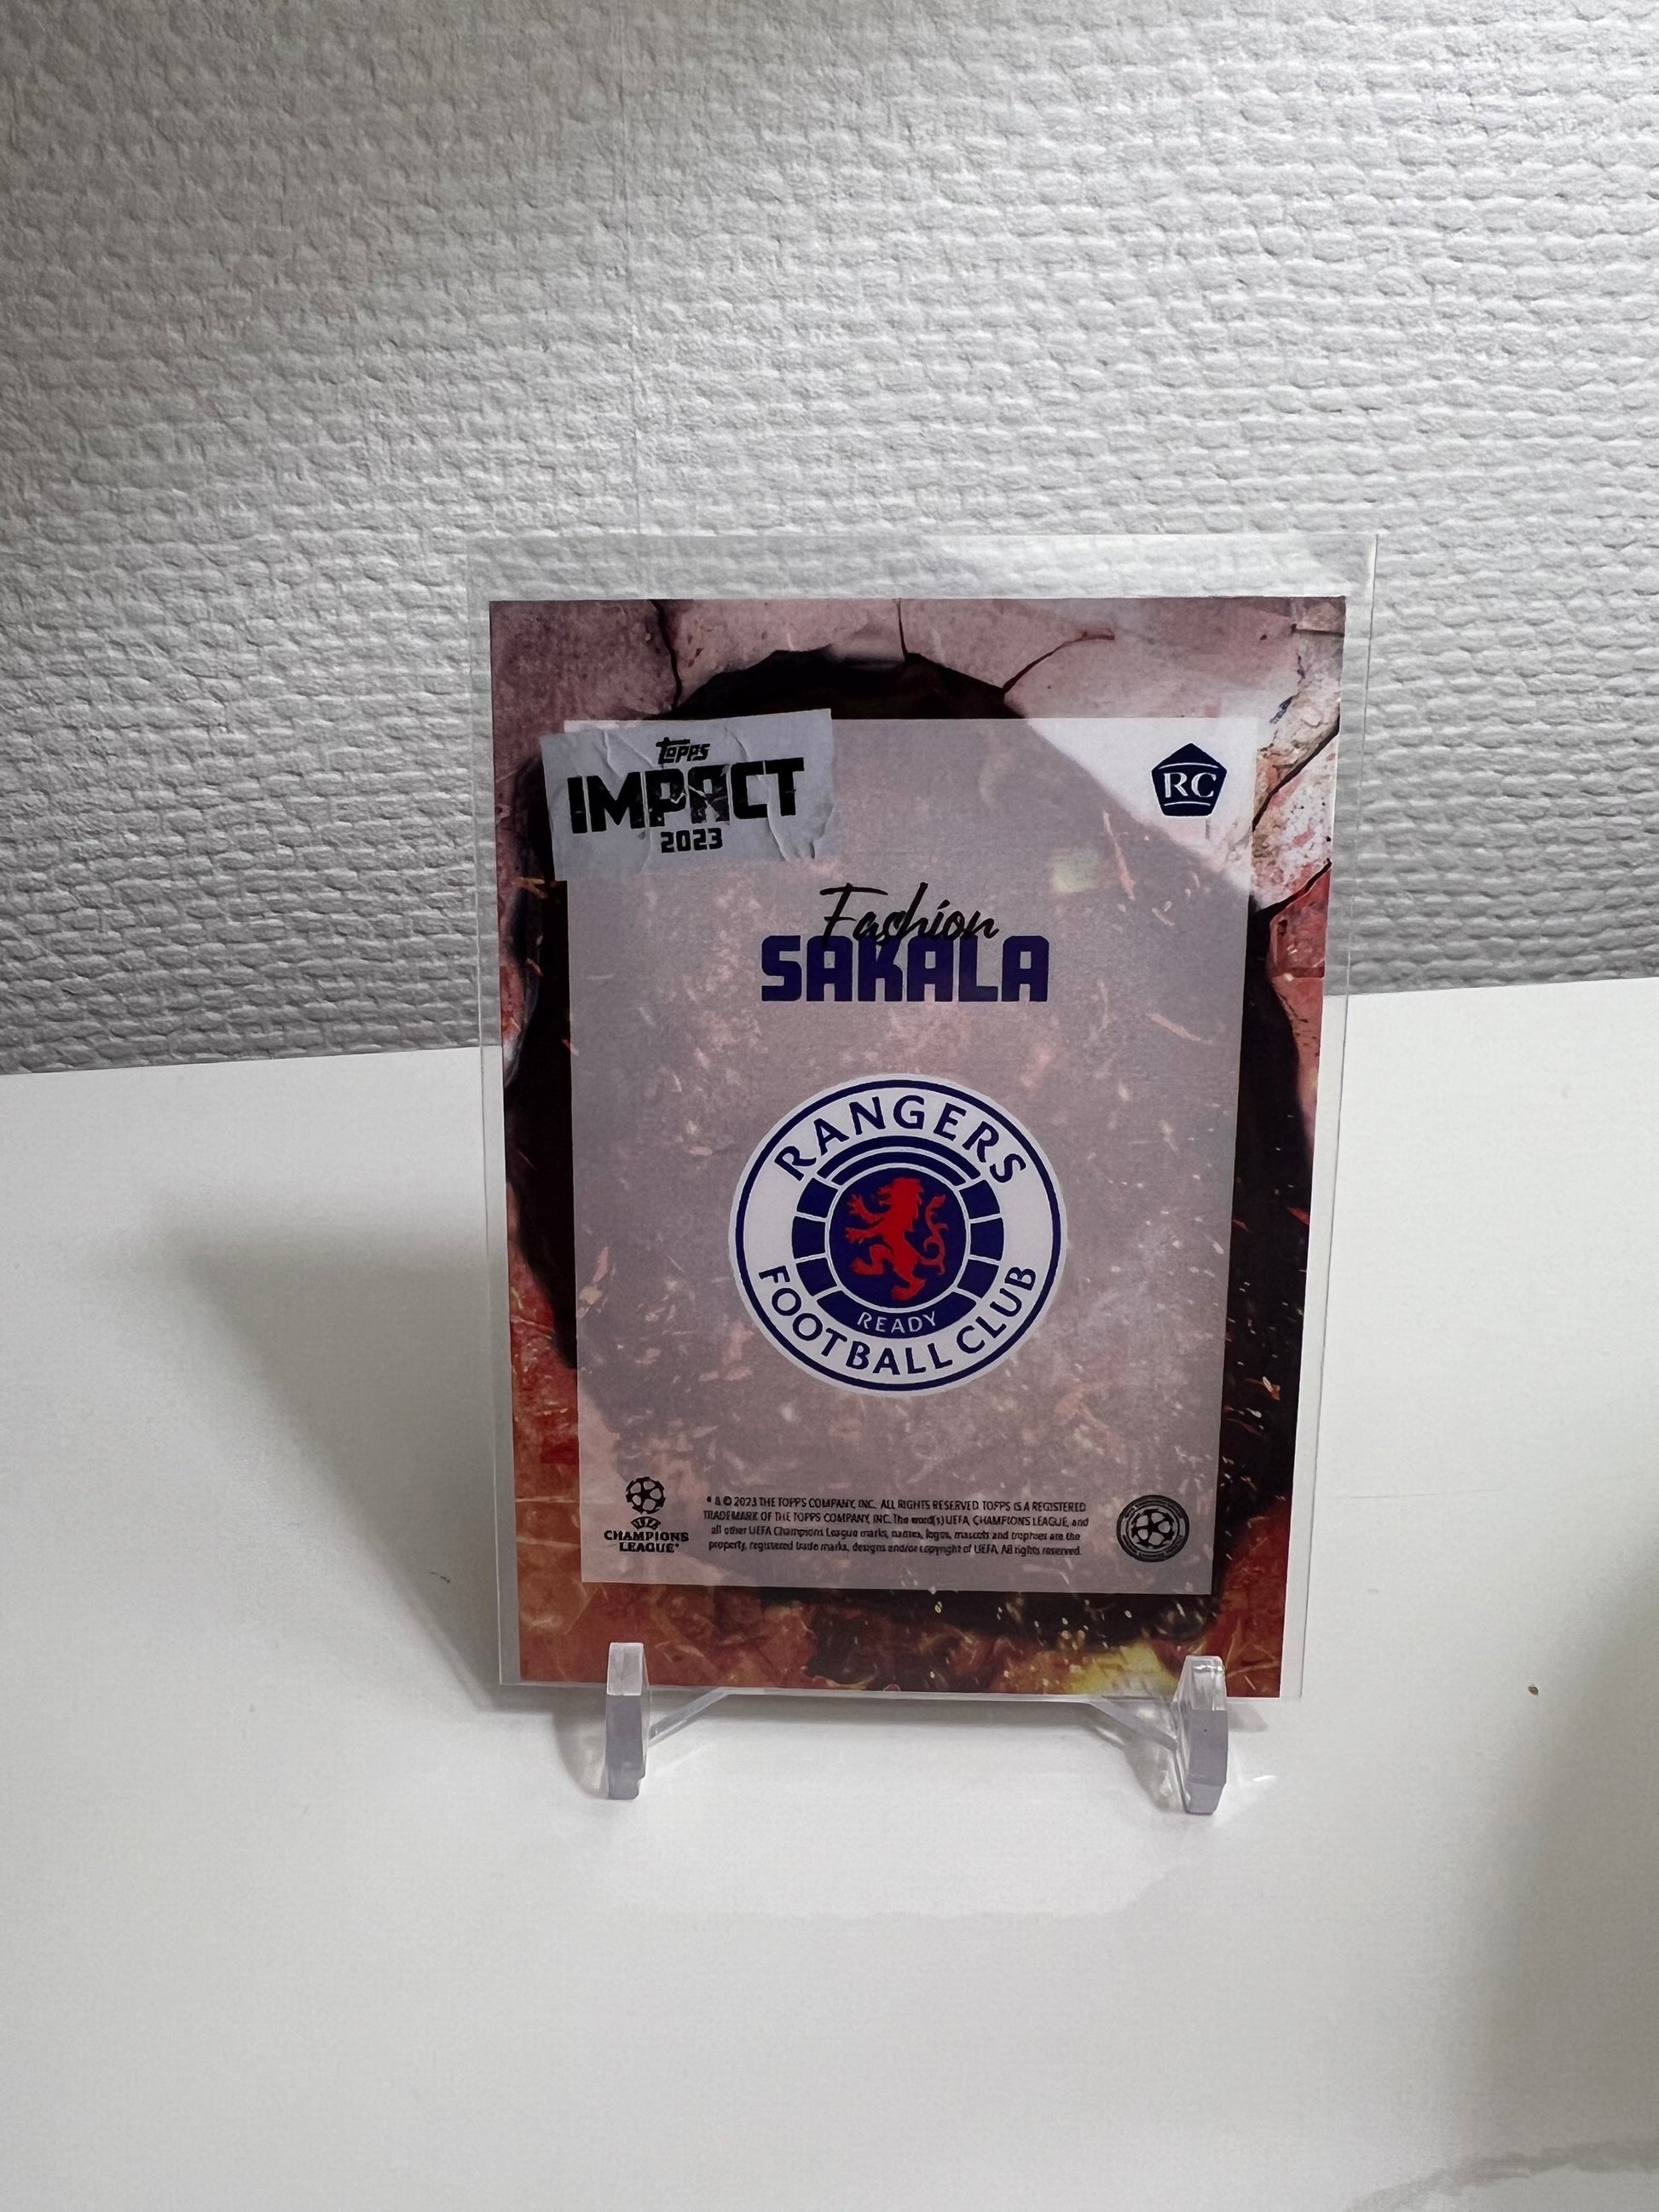 Topps
IMPACT
2023
RC
Fashion
SAKALA
RANGERS
READY
FOOTBALL CLUB
UEFA
CHAMPIONS
LEAGUE®
® & © 2023 THE TOPPS COMPANY, INC. ALL RIGHTS RESERVED. TOPPS IS A REGISTERED
TRADEMARK OF THE TOPPS COMPANY, INC. The word(s) UEFA, CHAMPIONS LEAGUE, and
all other UEFA Champions League marks, names, logos, mascots and trophies are the
property, registered trade marks, designs and/or copyright of UEFA. All rights reserved.